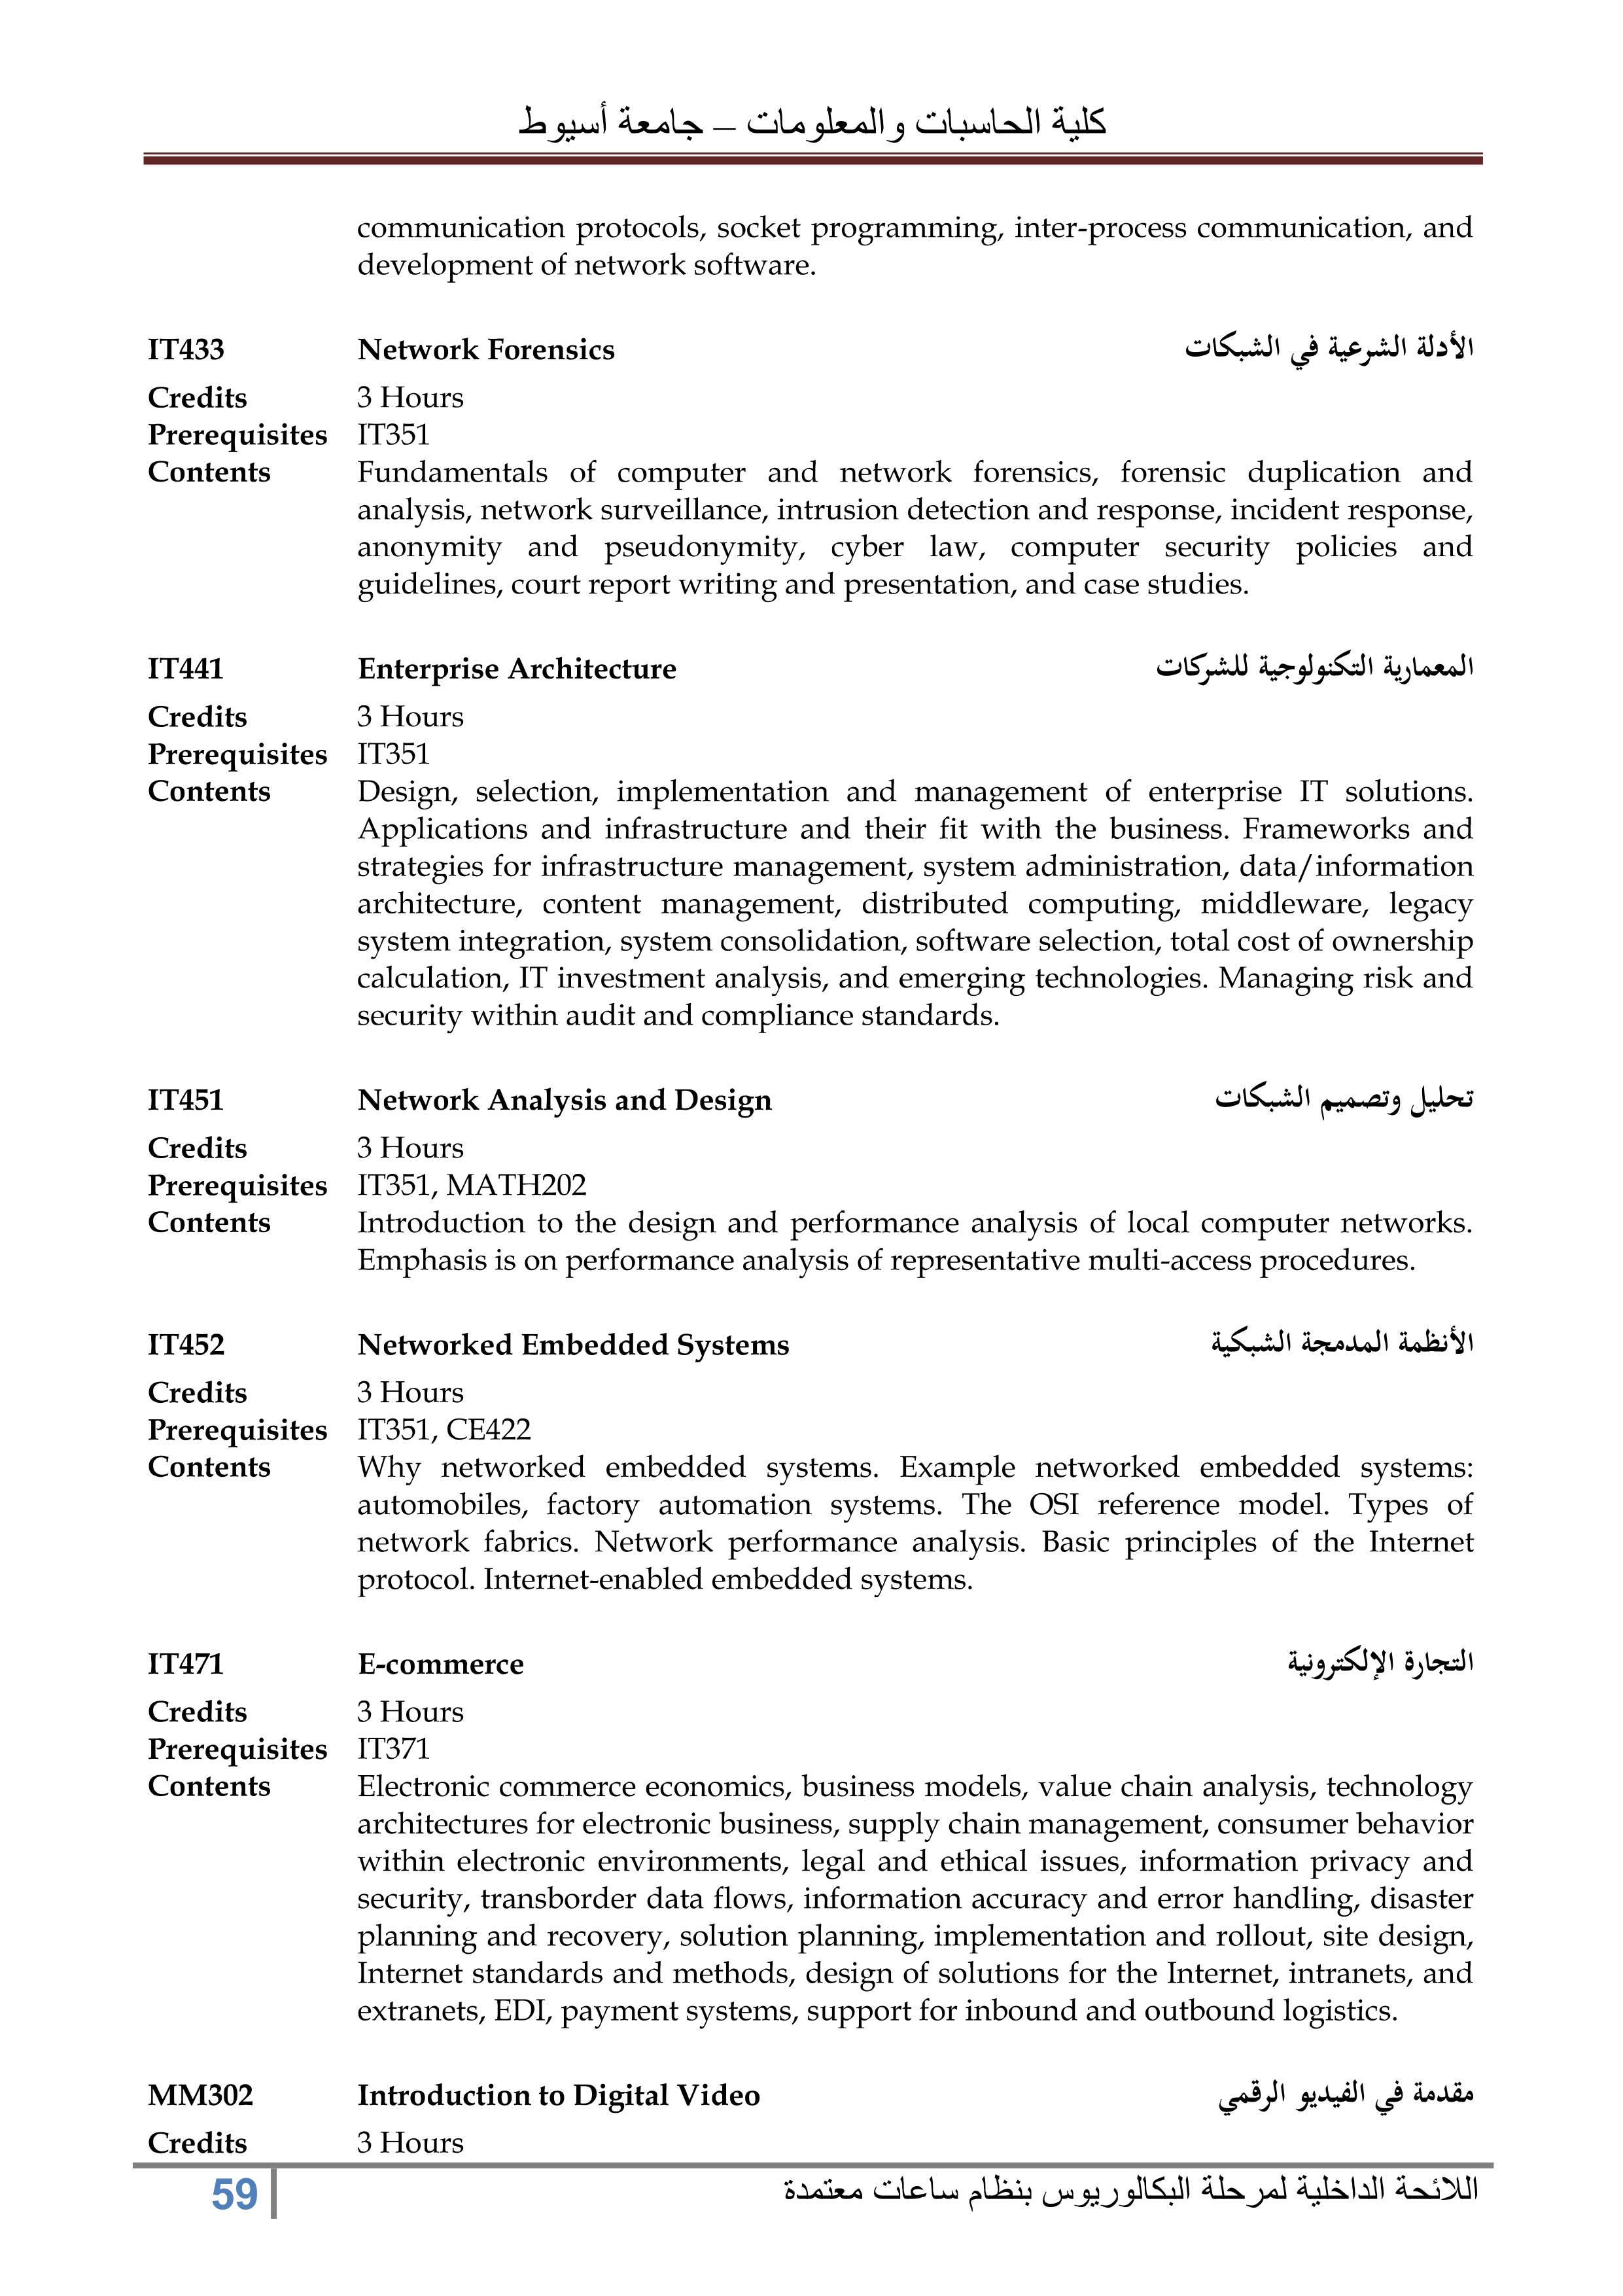 كلية الحاسبات والمعلومات – جامعة أسيوط
communication protocols, socket programming, inter-process communication, and
development of network software.
IT433 Network Forensics الأدلة الشرعية في الشبكات
Credits 3 Hours
Prerequisites IT351
Contents Fundamentals of computer and network forensics, forensic duplication and
analysis, network surveillance, intrusion detection and response, incident response,
anonymity and pseudonymity, cyber law, computer security policies and
guidelines, court report writing and presentation, and case studies.
IT441 Enterprise Architecture المعمارية التكنولوجية للشركات
Credits 3 Hours
Prerequisites IT351
Contents Design, selection, implementation and management of enterprise IT solutions.
Applications and infrastructure and their fit with the business. Frameworks and
strategies for infrastructure management, system administration, data/information
architecture, content management, distributed computing, middleware, legacy
system integration, system consolidation, software selection, total cost of ownership
calculation, IT investment analysis, and emerging technologies. Managing risk and
security within audit and compliance standards.
IT451 Network Analysis and Design تحليل وتصميم الشبكات
Credits 3 Hours
Prerequisites IT351, MATH202
Contents Introduction to the design and performance analysis of local computer networks.
Emphasis is on performance analysis of representative multi-access procedures.
IT452 Networked Embedded Systems الأنظمة المدمجة الشبكية
Credits 3 Hours
Prerequisites IT351, CE422
Contents Why networked embedded systems. Example networked embedded systems:
automobiles, factory automation systems. The OSI reference model. Types of
network fabrics. Network performance analysis. Basic principles of the Internet
protocol. Internet-enabled embedded systems.
IT471 E-commerce التجارة الإلكترونية
Credits 3 Hours
Prerequisites IT371
Contents Electronic commerce economics, business models, value chain analysis, technology
architectures for electronic business, supply chain management, consumer behavior
within electronic environments, legal and ethical issues, information privacy and
security, transborder data flows, information accuracy and error handling, disaster
planning and recovery, solution planning, implementation and rollout, site design,
Internet standards and methods, design of solutions for the Internet, intranets, and
extranets, EDI, payment systems, support for inbound and outbound logistics.
MM302 Introduction to Digital Video مقدمة في الفيديو الرقمي
Credits 3 Hours
59 اللائحة الداخلية لمرحلة البكالوريوس بنظام ساعات معتمدة